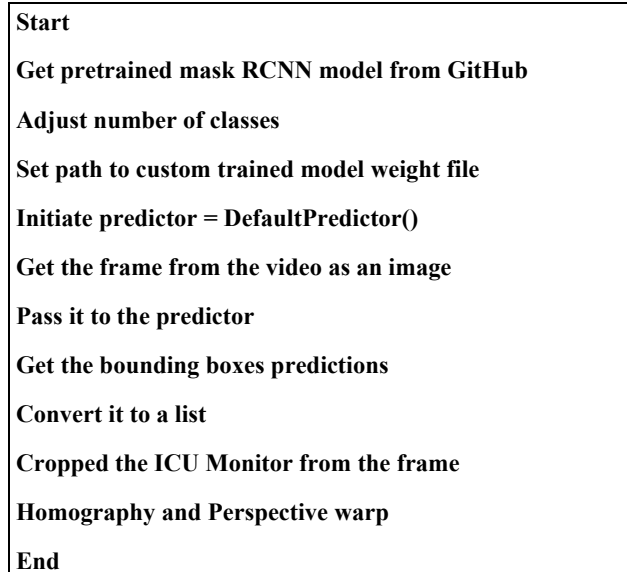 Start
Get pretrained mask RCNN model from GitHub
Adjust number of classes
Set path to custom trained model weight file
Initiate predictor = DefaultPredictor()
Get the frame from the video as an image
Pass it to the predictor
Get the bounding boxes predictions
Convert it to a list
Cropped the ICU Monitor from the frame
Homography and Perspective warp
End